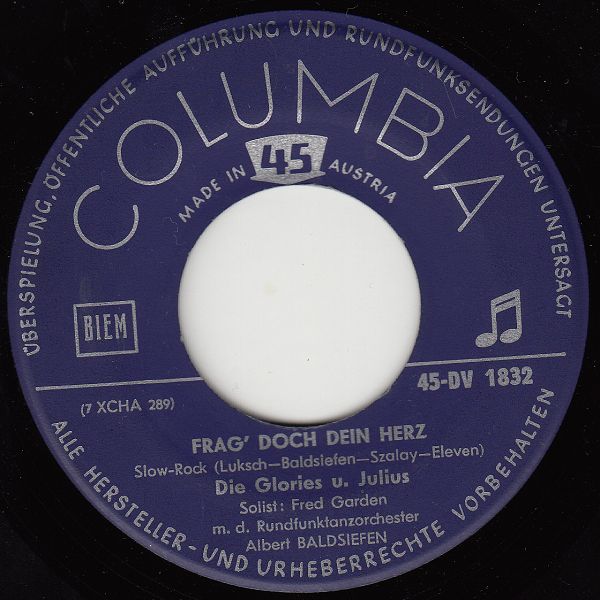 ÜBERSPIELUNG, ÖFFENTLICHE AUFFÜHRUNG UND RUNDFUNKSENDUNGEN UNTERSAGT
COLUMBIA
MADE IN 45 AUSTRIA
BIEM
45-DV 1832
(7 XCHA 289)
FRAG' DOCH DEIN HERZ
Slow-Rock (Luksch—Baldsiefen—Szalay—Eleven)
Die Glories u. Julius
Solist: Fred Garden
m. d. Rundfunktanzorchester
Albert BALDSIEFEN
ALLE HERSTELLER- UND URHEBERRECHTE VORBEHALTEN